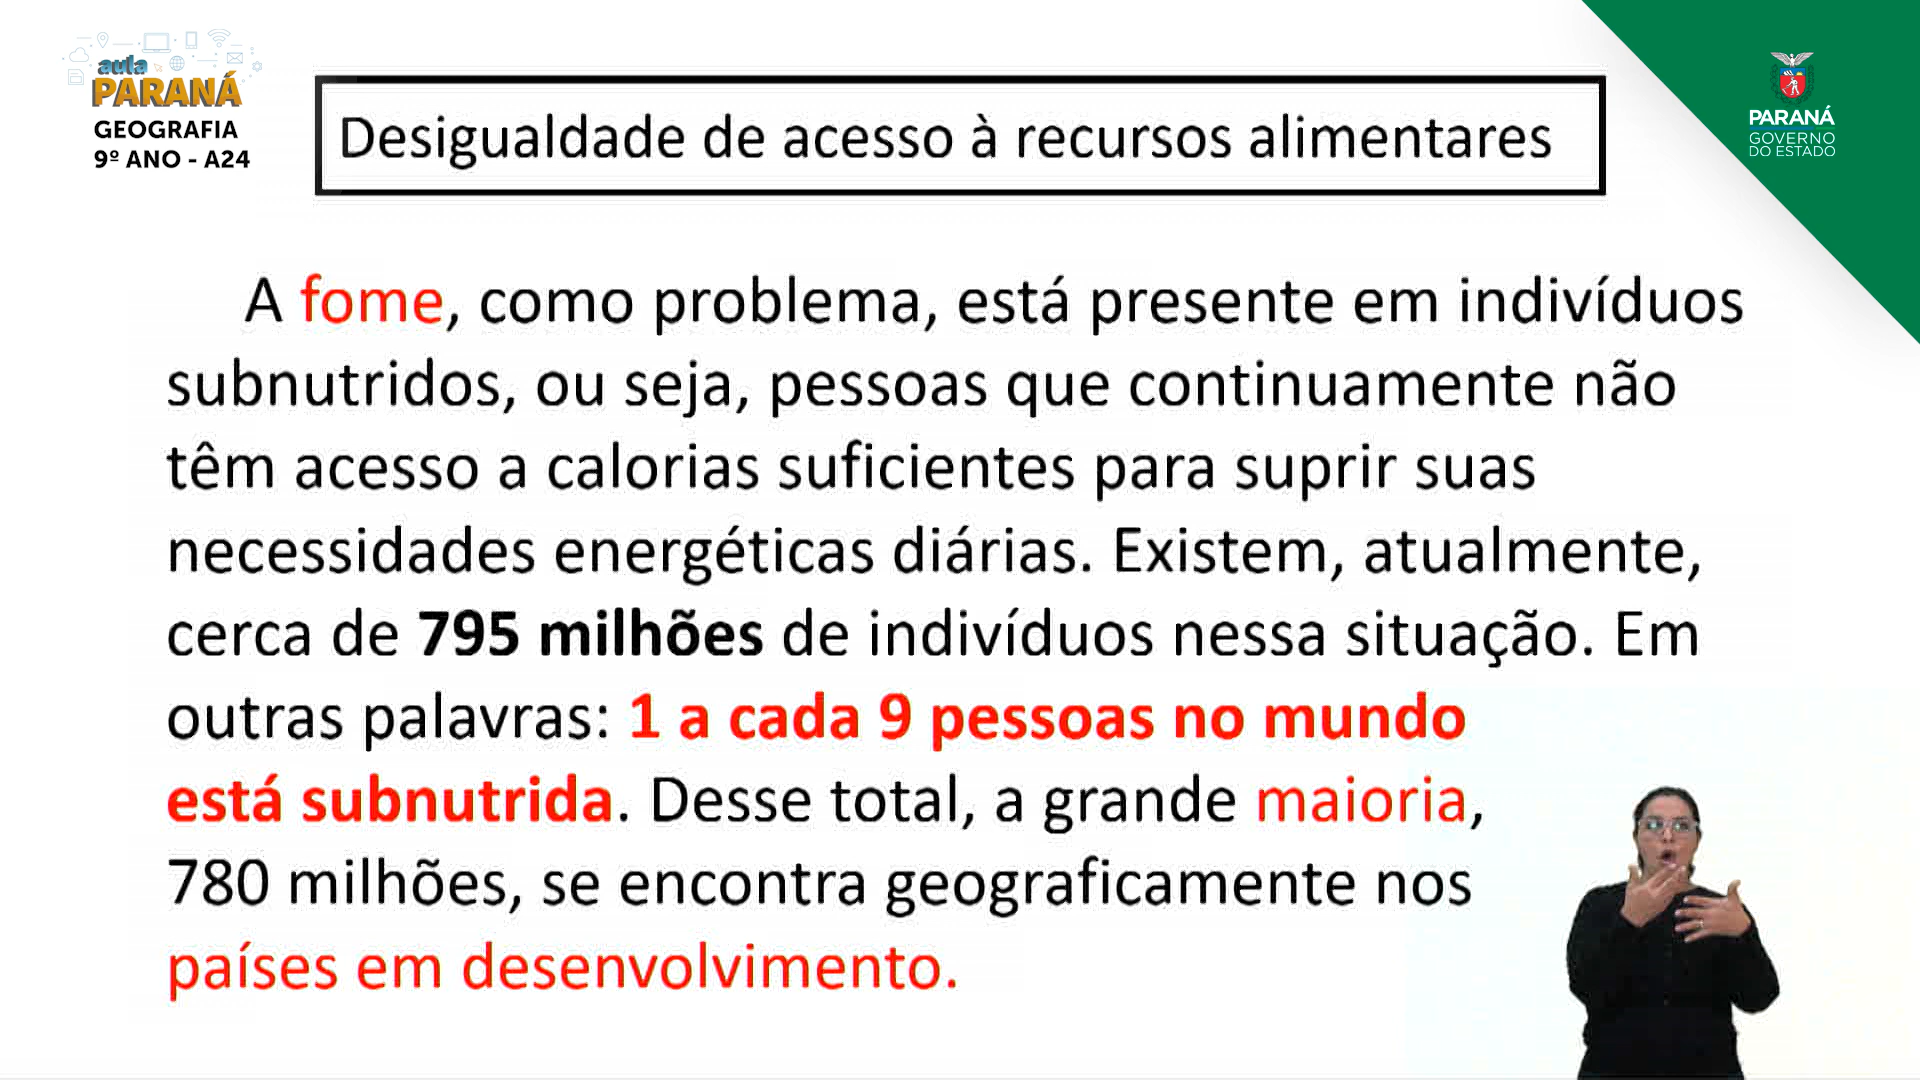 aula
PARANÁ
GEOGRAFIA
9º ANO - A24
Desigualdade de acesso à recursos alimentares
PARANÁ
GOVERNO
DO ESTADO
A fome, como problema, está presente em indivíduos
subnutridos, ou seja, pessoas que continuamente não
têm acesso a calorias suficientes para suprir suas
necessidades energéticas diárias. Existem, atualmente,
cerca de 795 milhões de indivíduos nessa situação. Em
outras palavras: 1 a cada 9 pessoas no mundo
está subnutrida. Desse total, a grande maioria,
780 milhões, se encontra geograficamente nos
países em desenvolvimento.